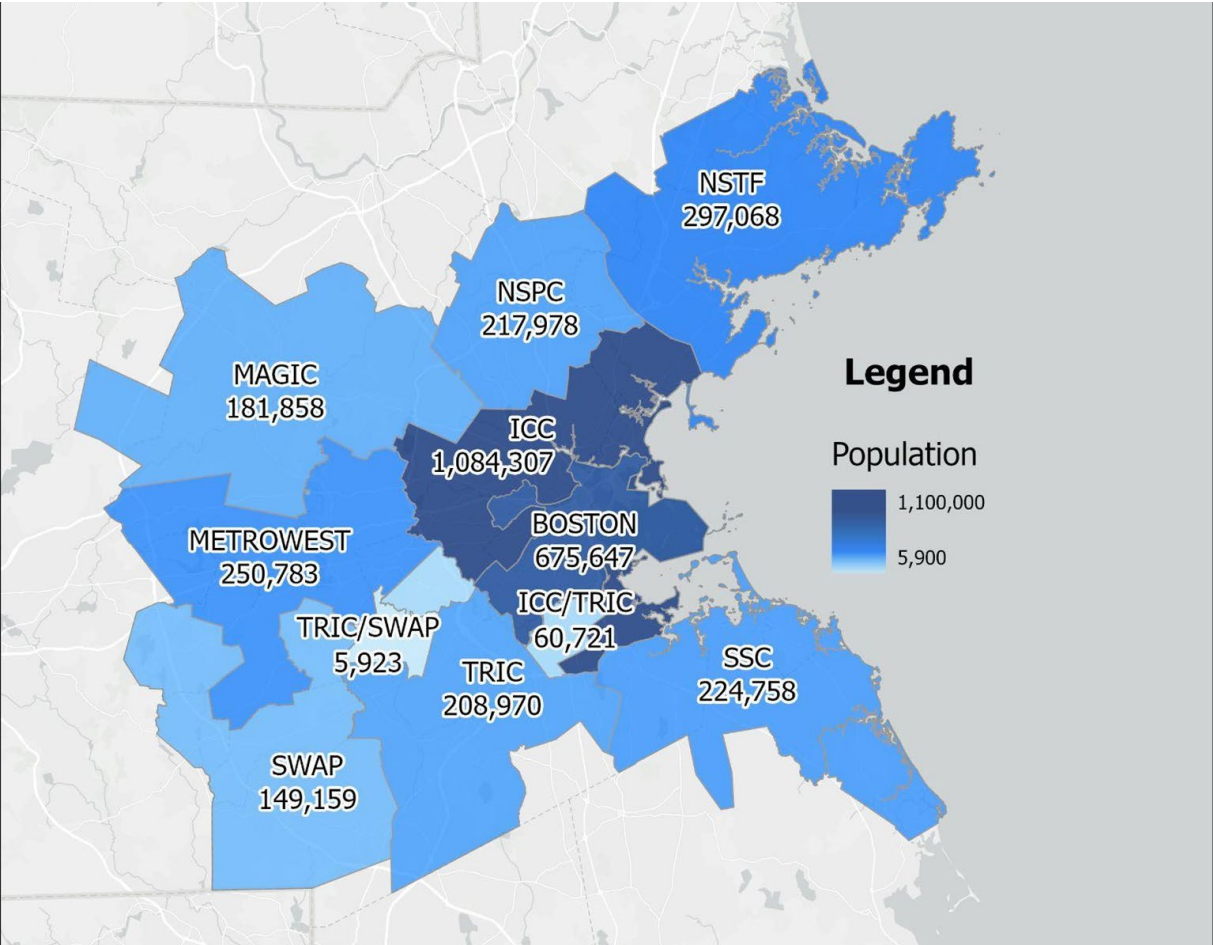 NSTF
297,068
NSPC
217,978
MAGIC
181,858
ICC
1,084,307
BOSTON
675,647
METROWEST
250,783
ICC/TRIC
60,721
TRIC/SWAP
5,923
TRIC
208,970
SSC
224,758
SWAP
149,159
Legend
Population
1,100,000
5,900